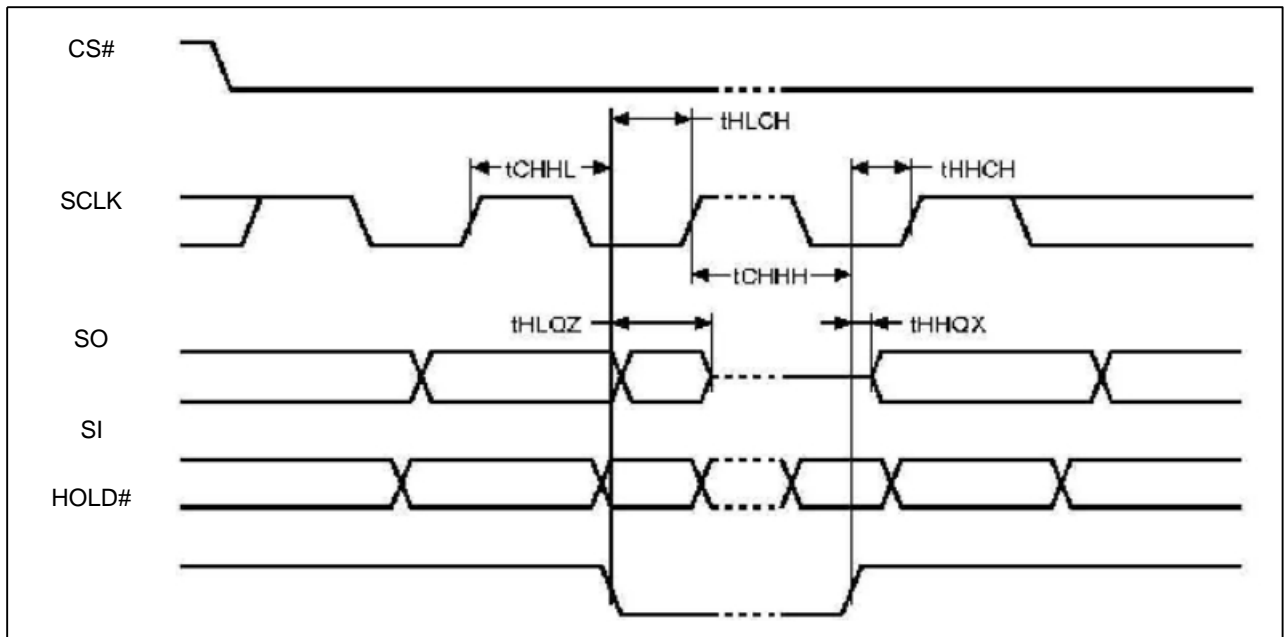 CS#
tHLCH
tCHHL
tHHCH
SCLK
tCHHH
tHLQZ
tHHQX
SO
SI
HOLD#